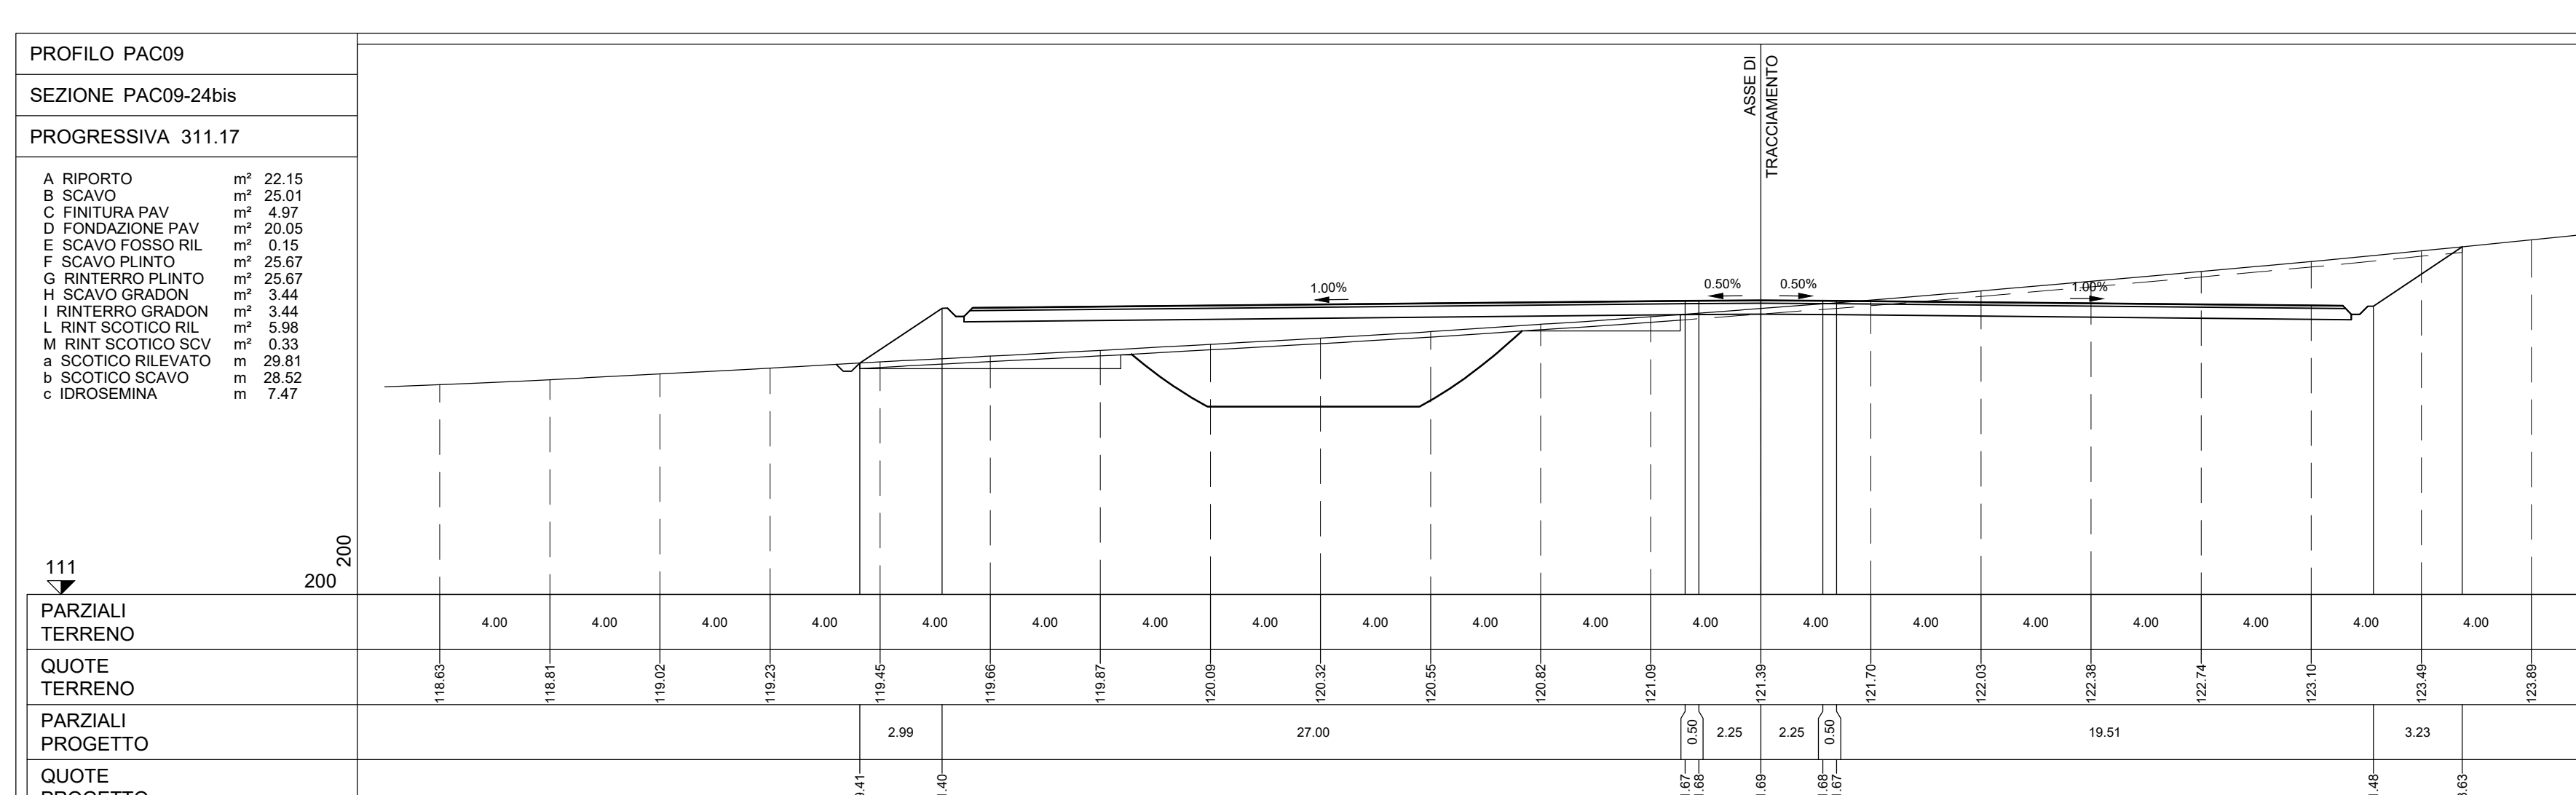 PROFILO PAC09
SEZIONE PAC09-24bis
PROGRESSIVA 311.17
A RIPORTO m² 22.15
B SCAVO m² 25.01
C FINITURA PAV m² 4.97
D FONDAZIONE PAV m² 20.05
E SCAVO FOSSO RIL m² 0.15
F SCAVO PLINTO m² 25.67
G RINTERRO PLINTO m² 25.67
H SCAVO GRADON m² 3.44
I RINTERRO GRADON m² 3.44
L RINT SCOTICO RIL m² 5.98
M RINT SCOTICO SCV m² 0.33
a SCOTICO RILEVATO m 29.81
b SCOTICO SCAVO m 28.52
c IDROSEMINA m 7.47
ASSE DI
TRACCIAMENTO
1.00% 0.50% 0.50% 1.00%
111
200
200
PARZIALI
TERRENO
4.00 4.00 4.00 4.00 4.00 4.00 4.00 4.00 4.00 4.00 4.00 4.00 4.00 4.00 4.00 4.00 4.00 4.00 4.00
QUOTE
TERRENO
118.63 118.81 119.02 119.23 119.45 119.66 119.87 120.09 120.32 120.55 120.82 121.09 121.39 121.70 122.03 122.38 122.74 123.10 123.49 123.89
PARZIALI
PROGETTO
2.99 27.00 0.50 2.25 2.25 0.50 19.51 3.23
QUOTE
PROGETTO
.41 .40 .67 .68 .69 .68 .67 .48 .63